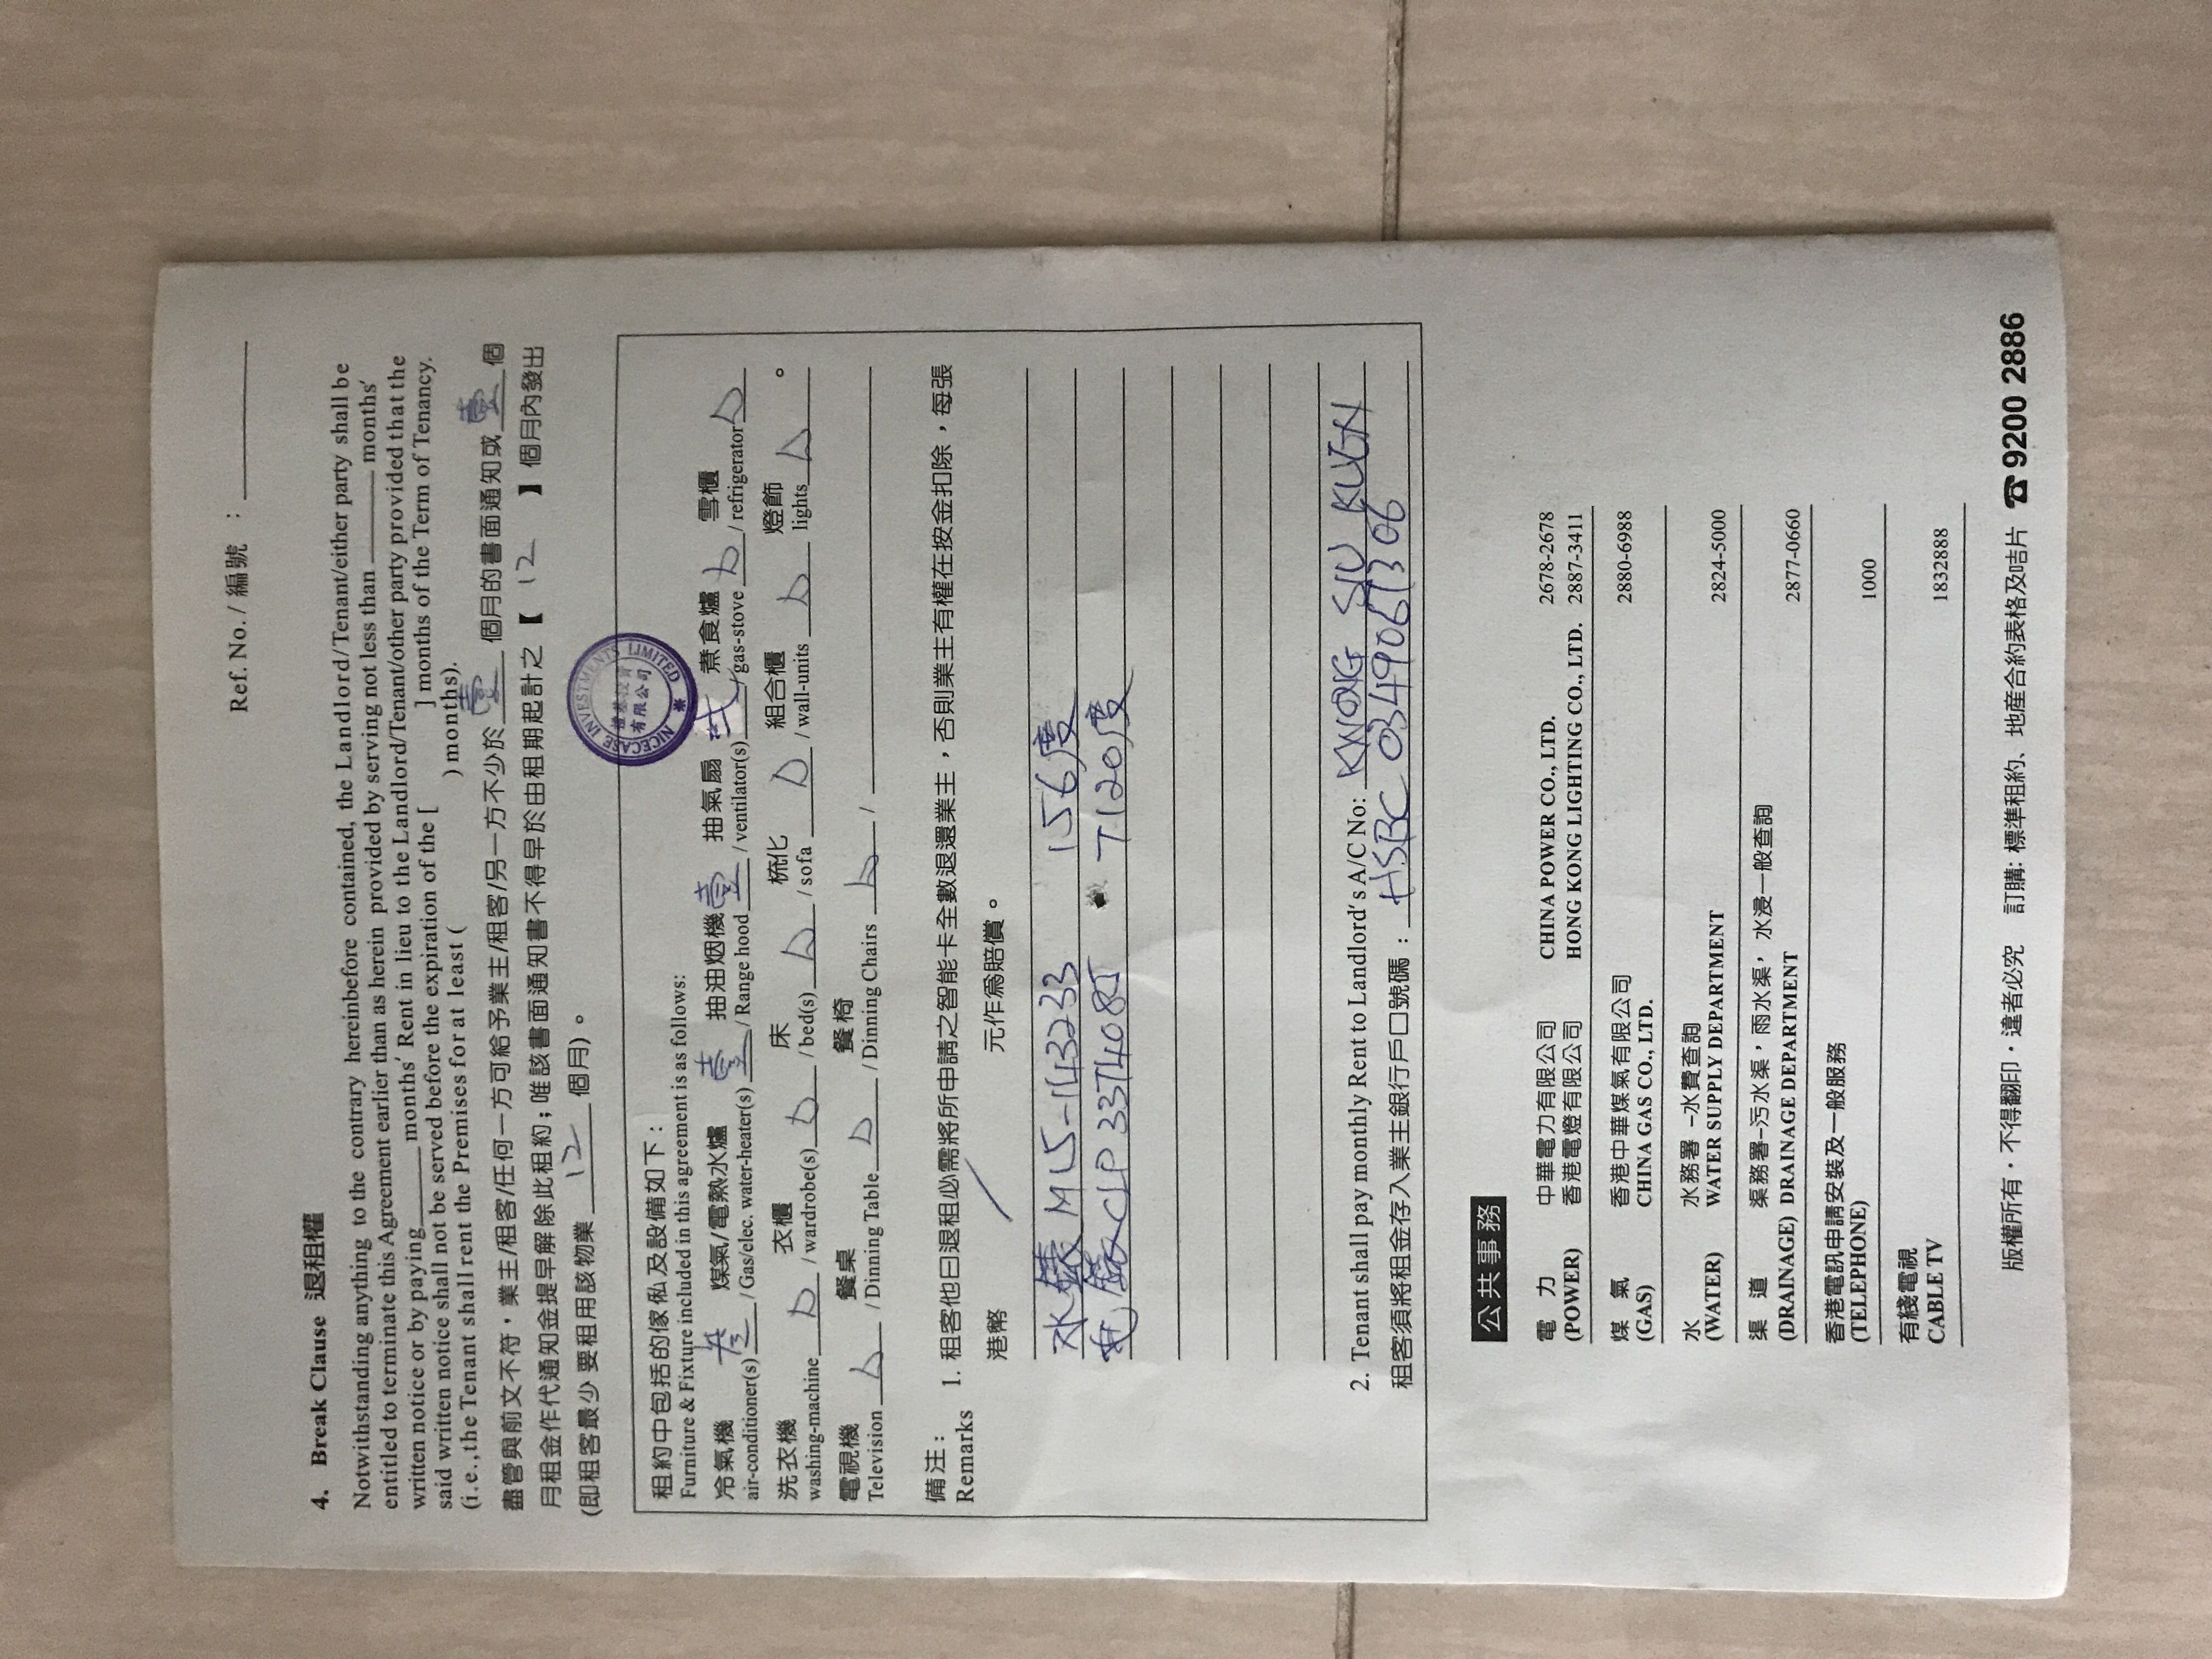 Ref. No. / 編號 :
4. Break Clause 退租權
Notwithstanding anything to the contrary hereinbefore contained, the Landlord/Tenant/either party shall be
entitled to terminate this Agreement earlier than as herein provided by serving not less than ______ months'
written notice or by paying ______ months' Rent in lieu to the Landlord/Tenant/other party provided that the
said written notice shall not be served before the expiration of the [ ] months of the Term of Tenancy.
(i.e., the Tenant shall rent the Premises for at least ( ) months).
盡管與前文不符，業主/租客/任何一方可給予業主/租客/另一方不少於 壹 個月的書面通知或 壹 個
月租金作代通知金提早解除此租約；唯該書面通知書不得早於由租期起計之【 12 】個月內發出
(即租客最少要租用該物業 12 個月)。
NICECASE INVESTMENTS LIMITED
有限公司
租約中包括的傢俬及設備如下：
Furniture & Fixture included in this agreement is as follows:
冷氣機 煤氣/電熱水爐 壹 抽油烟機 壹 抽氣扇 弍 煮食爐 雪櫃
air-conditioner(s) / Gas/elec. water-heater(s) / Range hood / ventilator(s) / gas-stove / refrigerator
洗衣機 衣櫃 床 梳化 組合櫃 燈飾 。
washing-machine / wardrobe(s) / bed(s) / sofa / wall-units lights
電視機 餐桌 餐椅
Television / Dinning Table / Dinning Chairs /
備注： 1. 租客他日退租必需將所申請之智能卡全數退還業主，否則業主有權在按金扣除，每張
Remarks 港幣 元作為賠償。
水錶 M15-143233 156度
電錶 CLP 3374085 7120度
2. Tenant shall pay monthly Rent to Landlord's A/C No: KWONG SIU KUEN
租客須將租金存入業主銀行戶口號碼： HSBC 0349061306
公共事務
電 力 中華電力有限公司 CHINA POWER CO., LTD. 2678-2678
(POWER) 香港電燈有限公司 HONG KONG LIGHTING CO., LTD. 2887-3411
煤 氣 香港中華煤氣有限公司
(GAS) CHINA GAS CO., LTD. 2880-6988
水 水務署 -水費查詢
(WATER) WATER SUPPLY DEPARTMENT 2824-5000
渠 道 渠務署-污水渠，雨水渠，水浸一般查詢
(DRAINAGE) DRAINAGE DEPARTMENT 2877-0660
香港電訊申請安裝及一般服務
(TELEPHONE) 1000
有綫電視
CABLE TV 1832888
版權所有・不得翻印・違者必究 訂購: 標準租約、地產合約表格及咭片 ☎ 9200 2886